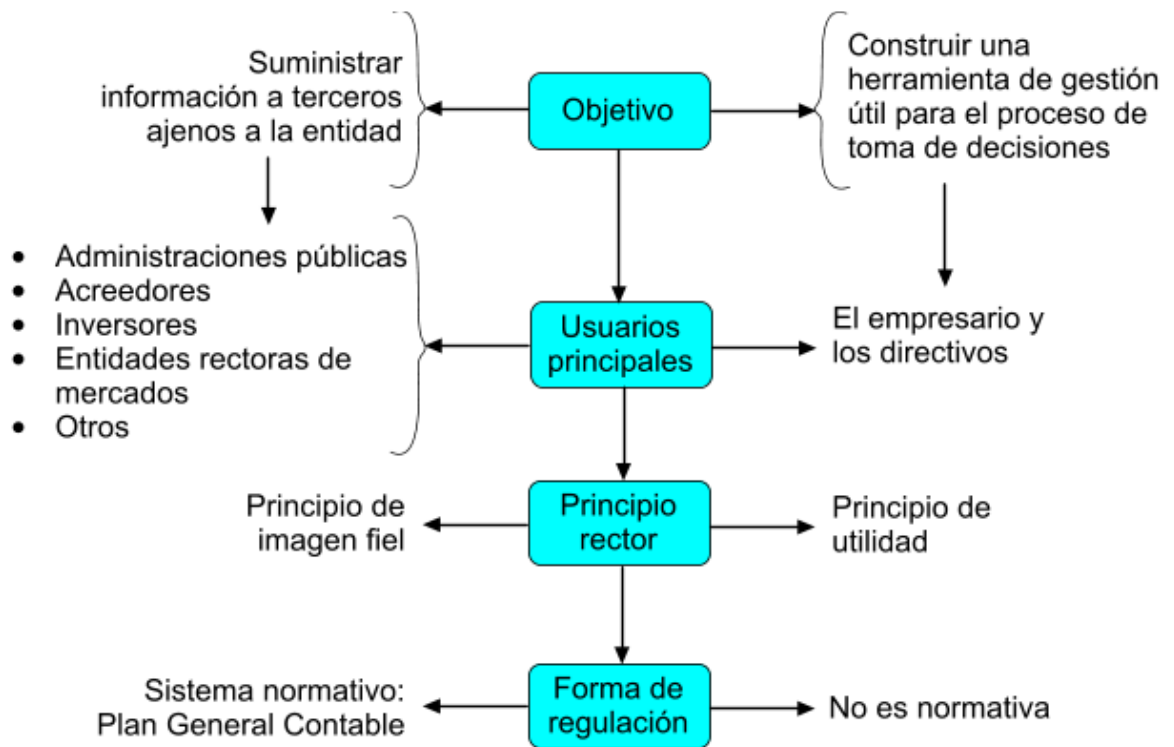 Suministrar
información a terceros
ajenos a la entidad
Objetivo
Construir una
herramienta de gestión
útil para el proceso de
toma de decisiones
• Administraciones públicas
• Acreedores
• Inversores
• Entidades rectoras de
mercados
• Otros
Usuarios
principales
El empresario y
los directivos
Principio de
imagen fiel
Principio
rector
Principio de
utilidad
Sistema normativo:
Plan General Contable
Forma de
regulación
No es normativa